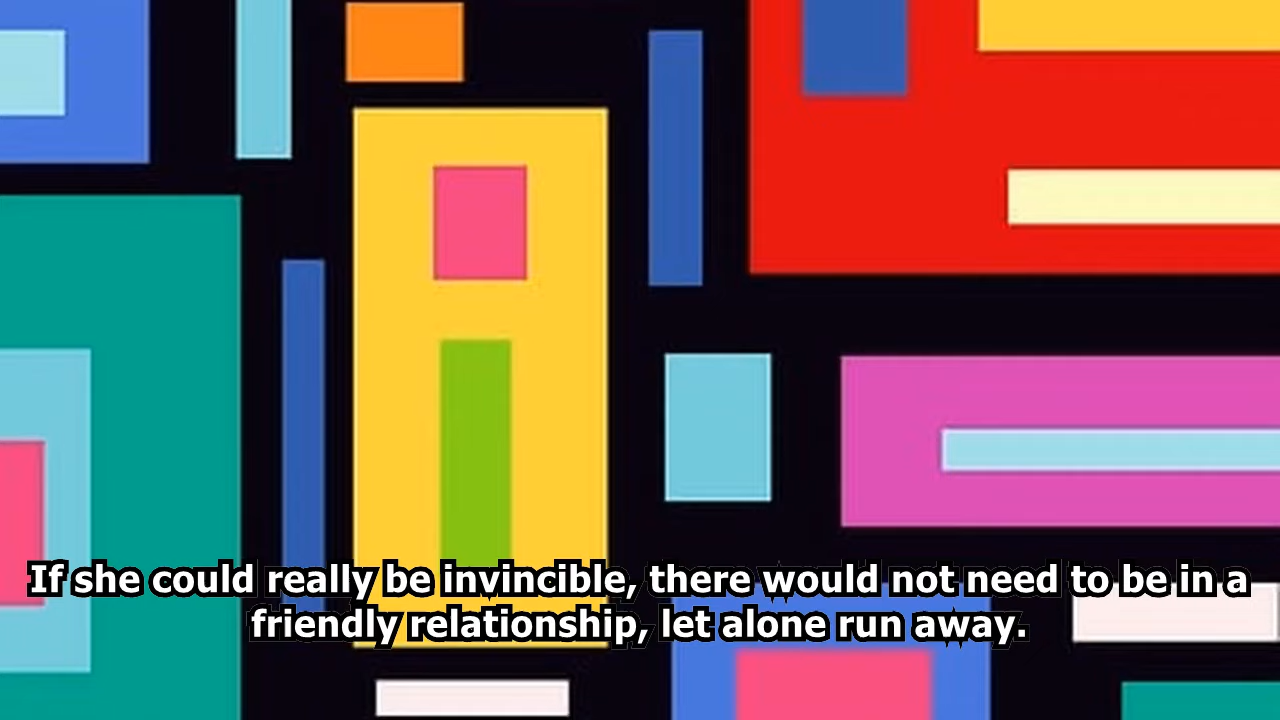 If she could really be invincible, there would not need to be in a
friendly relationship, let alone run away.